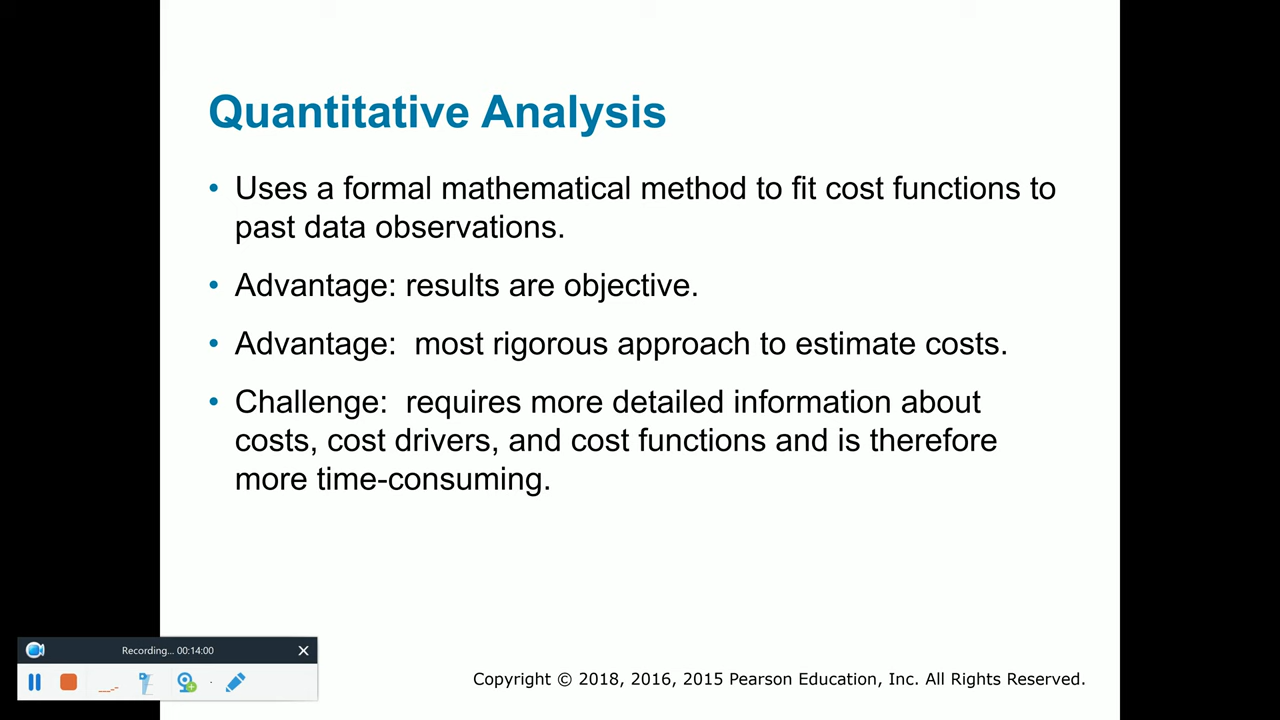 Quantitative Analysis
• Uses a formal mathematical method to fit cost functions to
past data observations.
• Advantage: results are objective.
• Advantage:  most rigorous approach to estimate costs.
• Challenge:  requires more detailed information about
costs, cost drivers, and cost functions and is therefore
more time-consuming.
Recording... 00:14:00
Copyright © 2018, 2016, 2015 Pearson Education, Inc. All Rights Reserved.